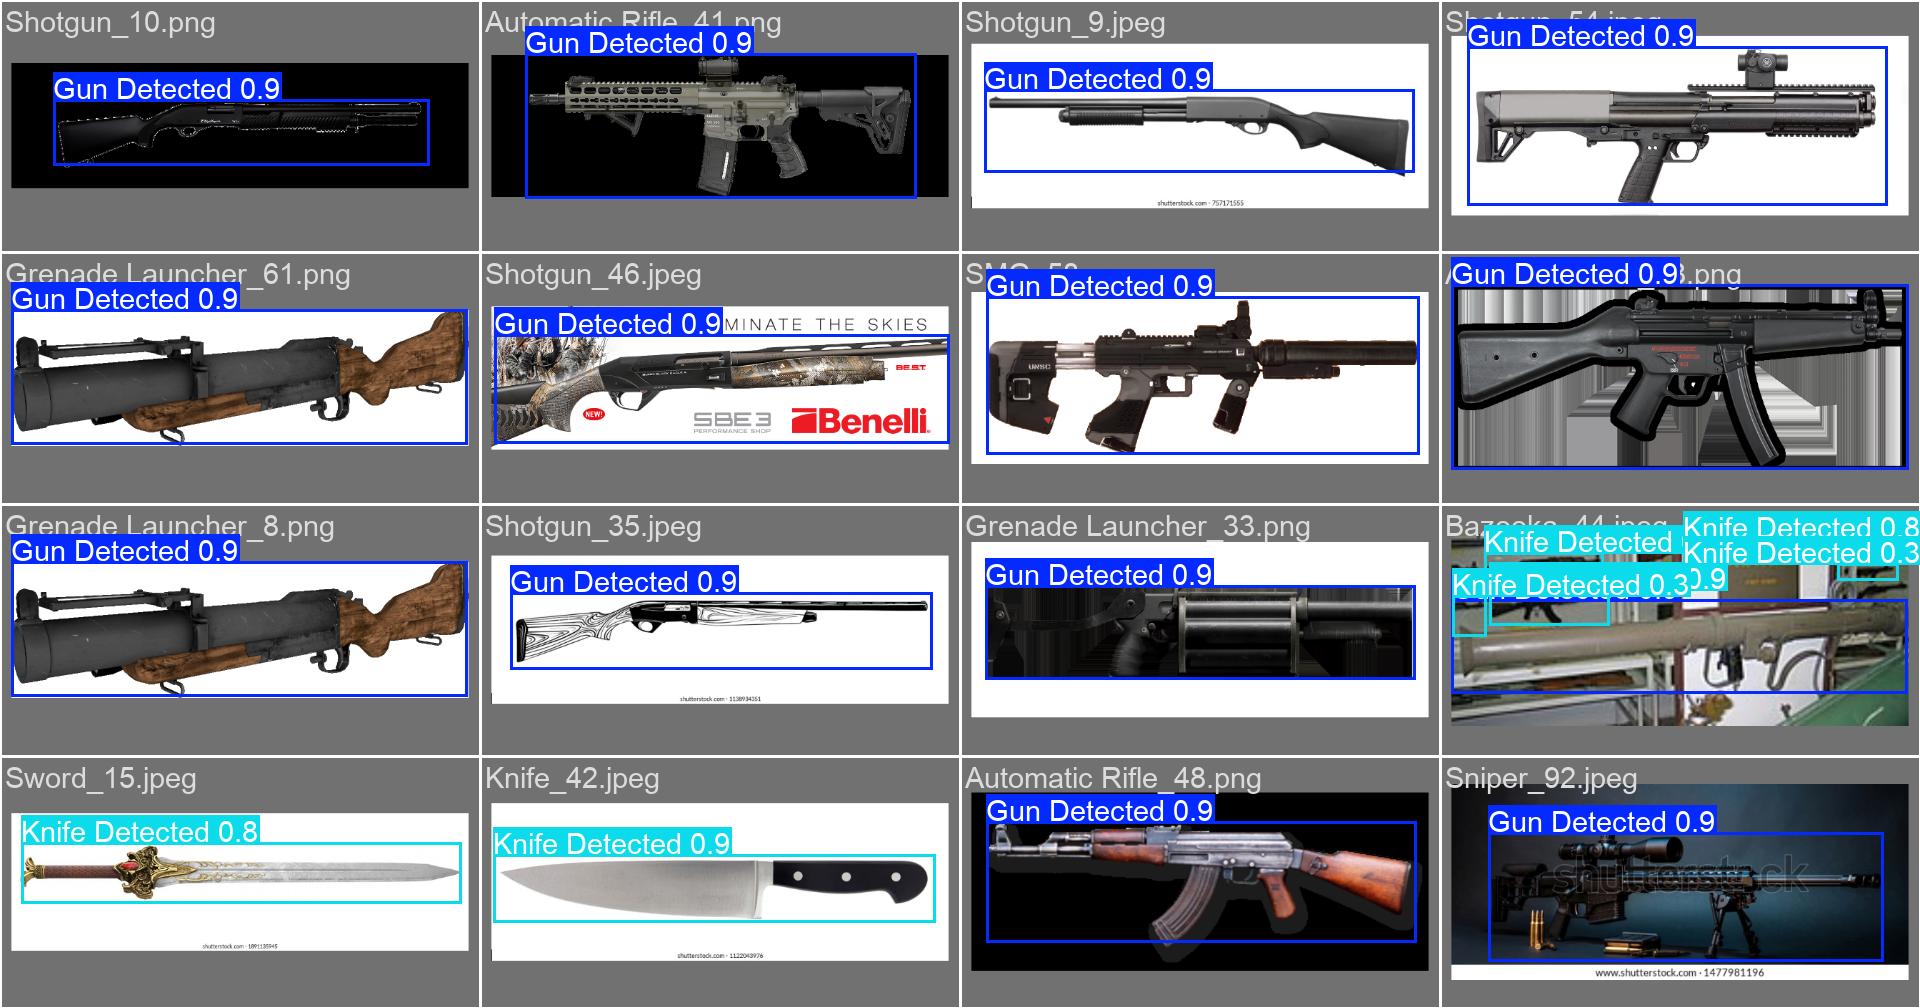 Shotgun_10.png
Gun Detected 0.9
Automatic Rifle_41.png
Gun Detected 0.9
Shotgun_9.jpeg
Gun Detected 0.9
shutterstock.com · 757171555
Shotgun_54.jpeg
Gun Detected 0.9
Grenade Launcher_61.png
Gun Detected 0.9
Shotgun_46.jpeg
Gun Detected 0.9
MINATE THE SKIES
BE.S.T.
NEW!
SBE 3
PERFORMANCE SHOP
Benelli
Gun Detected 0.9
UNSC
Gun Detected 0.9
.png
Grenade Launcher_8.png
Gun Detected 0.9
Shotgun_35.jpeg
Gun Detected 0.9
shutterstock.com · 1138934351
Grenade Launcher_33.png
Gun Detected 0.9
Bazooka_44.jpeg
Knife Detected 0.8
Knife Detected
Knife Detected 0.3
Knife Detected 0.3
0.9
Sword_15.jpeg
Knife Detected 0.8
shutterstock.com · 1891135945
Knife_42.jpeg
Knife Detected 0.9
shutterstock.com · 1122043976
Automatic Rifle_48.png
Gun Detected 0.9
Sniper_92.jpeg
Gun Detected 0.9
shutterstock
www.shutterstock.com · 1477981196